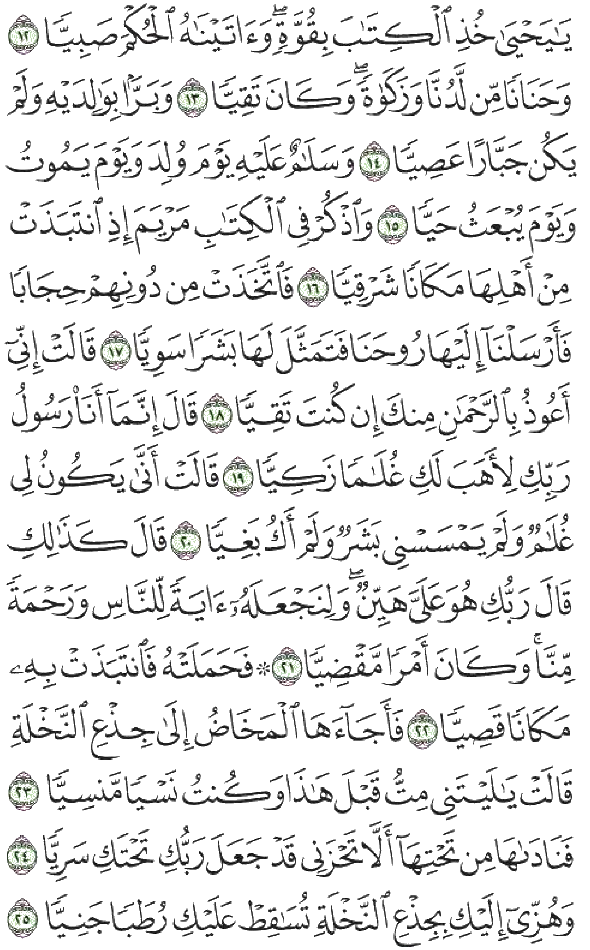 يَٰيَحْيَىٰ خُذِ ٱلْكِتَٰبَ بِقُوَّةٍۖ وَءَاتَيْنَٰهُ ٱلْحُكْمَ صَبِيًّا ١٢
وَحَنَانًا مِّن لَّدُنَّا وَزَكَوٰةًۖ وَكَانَ تَقِيًّا ١٣ وَبَرًّۢا بِوَٰلِدَيْهِ وَلَمْ
يَكُن جَبَّارًا عَصِيًّا ١٤ وَسَلَٰمٌ عَلَيْهِ يَوْمَ وُلِدَ وَيَوْمَ يَمُوتُ
وَيَوْمَ يُبْعَثُ حَيًّا ١٥ وَٱذْكُرْ فِى ٱلْكِتَٰبِ مَرْيَمَ إِذِ ٱنتَبَذَتْ
مِنْ أَهْلِهَا مَكَانًا شَرْقِيًّا ١٦ فَٱتَّخَذَتْ مِن دُونِهِمْ حِجَابًا
فَأَرْسَلْنَآ إِلَيْهَا رُوحَنَا فَتَمَثَّلَ لَهَا بَشَرًا سَوِيًّا ١٧ قَالَتْ إِنِّىٓ
أَعُوذُ بِٱلرَّحْمَٰنِ مِنكَ إِن كُنتَ تَقِيًّا ١٨ قَالَ إِنَّمَآ أَنَا۠ رَسُولُ
رَبِّكِ لِأَهَبَ لَكِ غُلَٰمًا زَكِيًّا ١٩ قَالَتْ أَنَّىٰ يَكُونُ لِى
غُلَٰمٌ وَلَمْ يَمْسَسْنِى بَشَرٌ وَلَمْ أَكُ بَغِيًّا ٢٠ قَالَ كَذَٰلِكِ
قَالَ رَبُّكِ هُوَ عَلَىَّ هَيِّنٌۖ وَلِنَجْعَلَهُۥٓ ءَايَةً لِّلنَّاسِ وَرَحْمَةً
مِّنَّاۚ وَكَانَ أَمْرًا مَّقْضِيًّا ٢١ ۞ فَحَمَلَتْهُ فَٱنتَبَذَتْ بِهِۦ
مَكَانًا قَصِيًّا ٢٢ فَأَجَآءَهَا ٱلْمَخَاضُ إِلَىٰ جِذْعِ ٱلنَّخْلَةِ
قَالَتْ يَٰلَيْتَنِى مِتُّ قَبْلَ هَٰذَا وَكُنتُ نَسْيًا مَّنسِيًّا ٢٣
فَنَادَىٰهَا مِن تَحْتِهَآ أَلَّا تَحْزَنِى قَدْ جَعَلَ رَبُّكِ تَحْتَكِ سَرِيًّا ٢٤
وَهُزِّىٓ إِلَيْكِ بِجِذْعِ ٱلنَّخْلَةِ تُسَٰقِطْ عَلَيْكِ رُطَبًا جَنِيًّا ٢٥